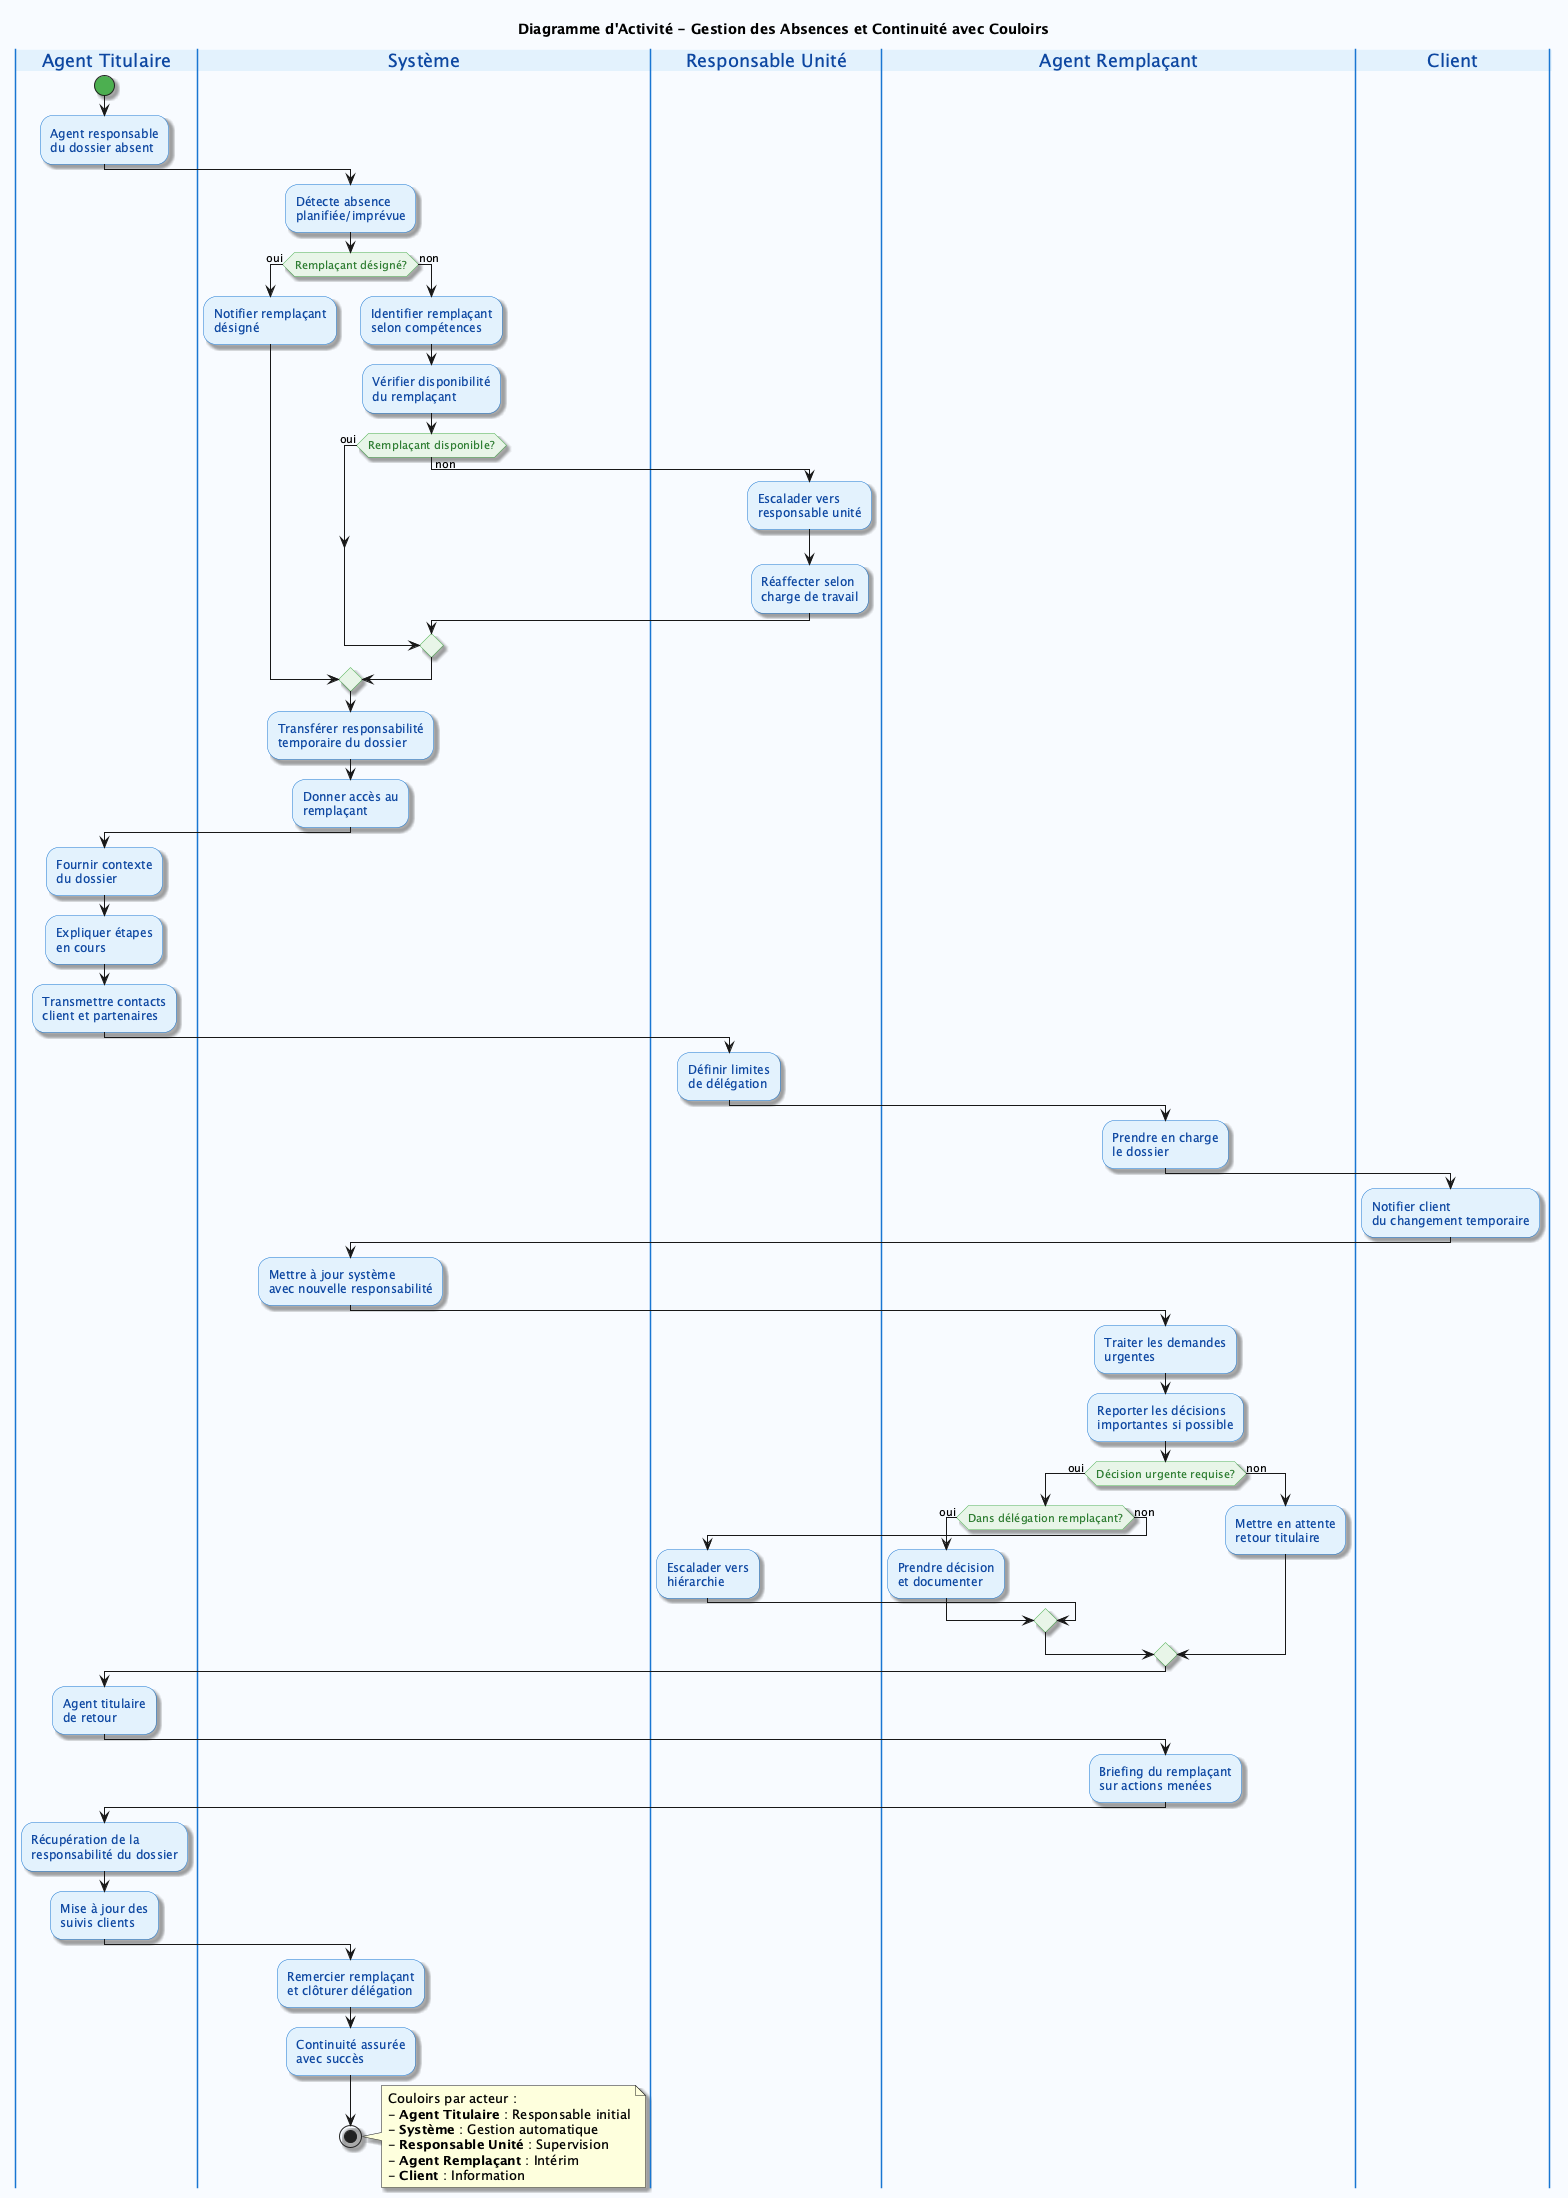 Diagramme d'Activité – Gestion des Absences et Continuité avec Couloirs
Agent Titulaire
Système
Responsable Unité
Agent Remplaçant
Client
Agent responsable
du dossier absent
Détecte absence
planifiée/imprévue
Remplaçant désigné?
oui
non
Notifier remplaçant
désigné
Identifier remplaçant
selon compétences
Vérifier disponibilité
du remplaçant
Remplaçant disponible?
oui
non
Escalader vers
responsable unité
Réaffecter selon
charge de travail
Transférer responsabilité
temporaire du dossier
Donner accès au
remplaçant
Fournir contexte
du dossier
Expliquer étapes
en cours
Transmettre contacts
client et partenaires
Définir limites
de délégation
Prendre en charge
le dossier
Notifier client
du changement temporaire
Mettre à jour système
avec nouvelle responsabilité
Traiter les demandes
urgentes
Reporter les décisions
importantes si possible
Décision urgente requise?
oui
non
Dans délégation remplaçant?
oui
non
Mettre en attente
retour titulaire
Escalader vers
hiérarchie
Prendre décision
et documenter
Agent titulaire
de retour
Briefing du remplaçant
sur actions menées
Récupération de la
responsabilité du dossier
Mise à jour des
suivis clients
Remercier remplaçant
et clôturer délégation
Continuité assurée
avec succès
Couloirs par acteur :
– Agent Titulaire : Responsable initial
– Système : Gestion automatique
– Responsable Unité : Supervision
– Agent Remplaçant : Intérim
– Client : Information